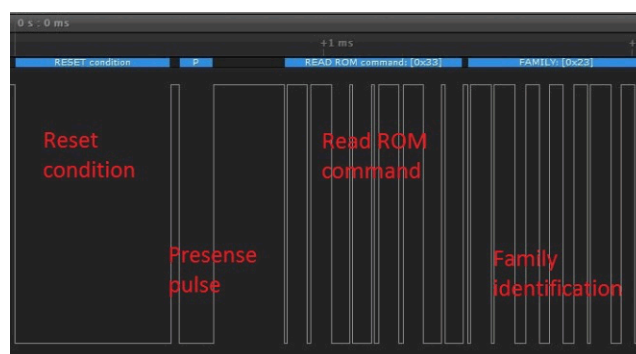 0 s : 0 ms
+1 ms
RESET condition P READ ROM command: [0x33] FAMILY: [0x23]
Reset
condition
Read ROM
command
Presense
pulse
Family
identification